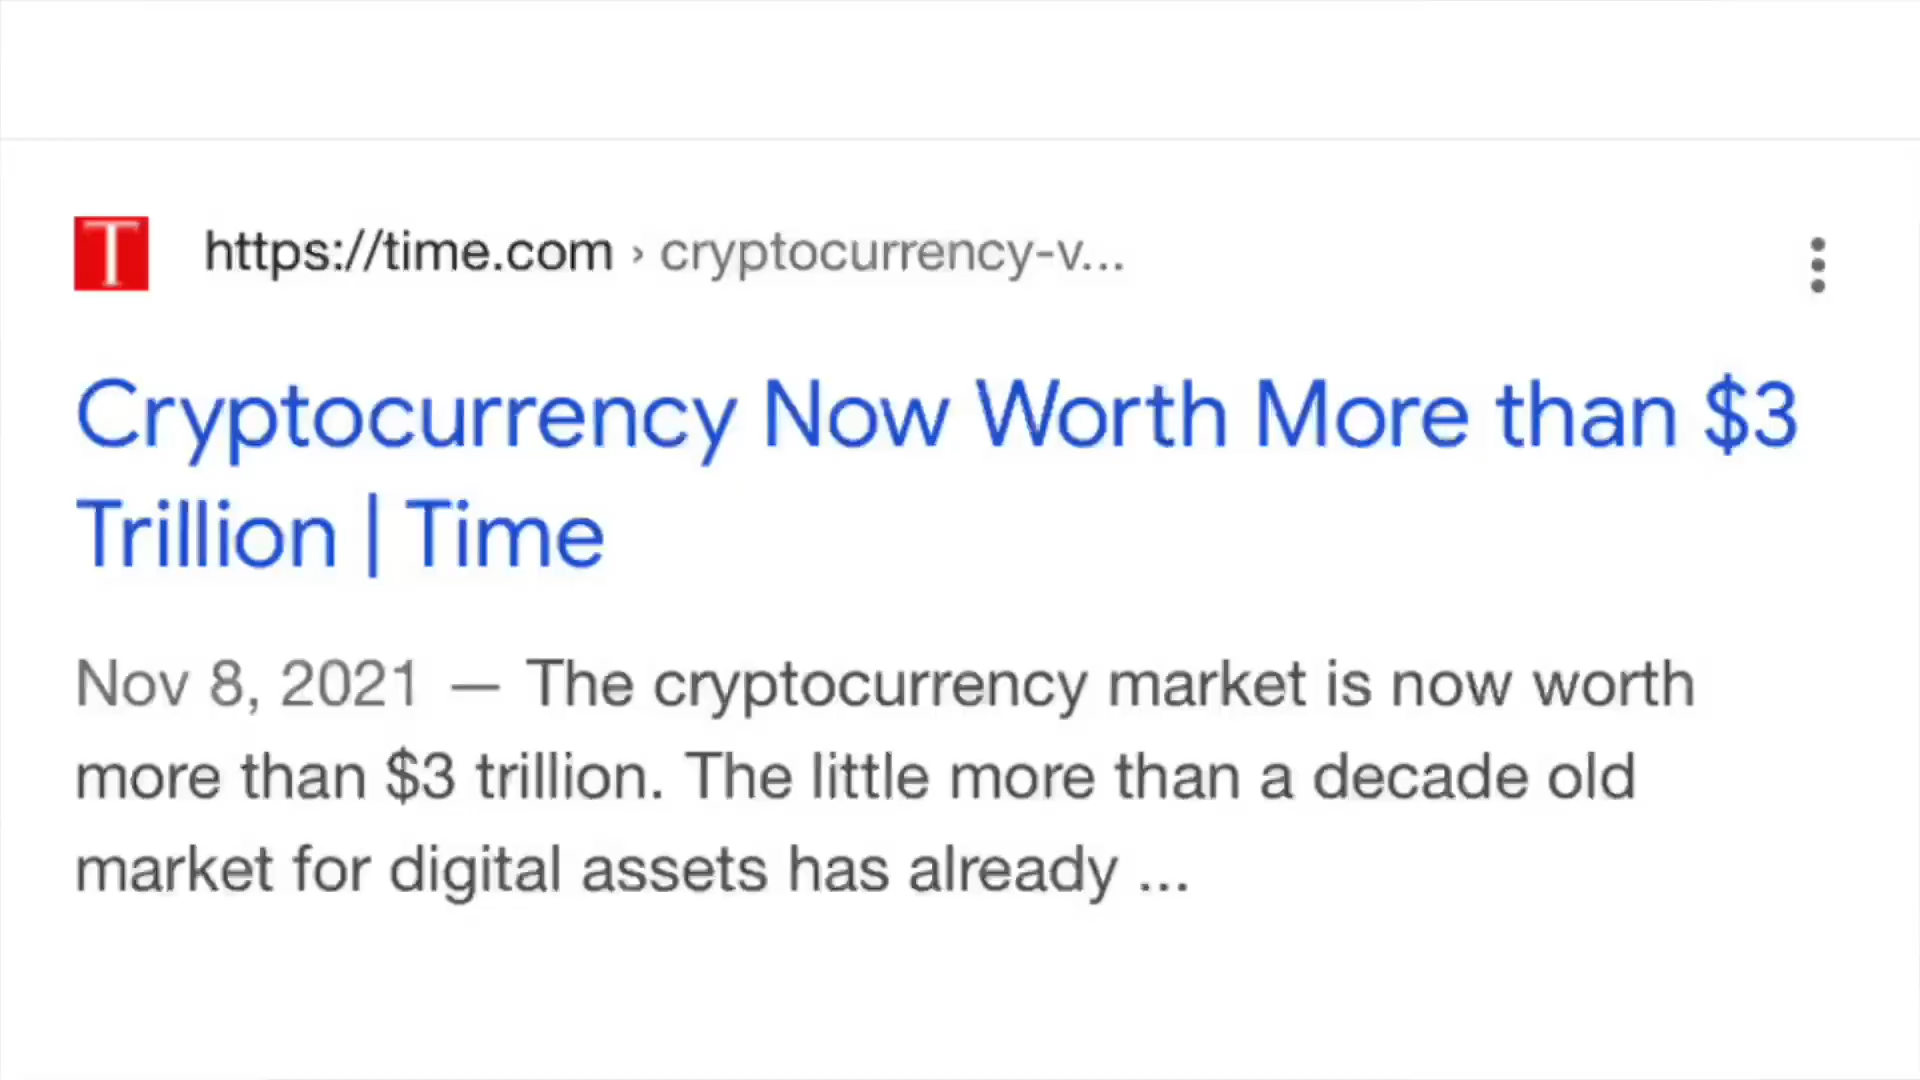 T
https://time.com › cryptocurrency-v...
Cryptocurrency Now Worth More than $3
Trillion | Time
Nov 8, 2021 — The cryptocurrency market is now worth
more than $3 trillion. The little more than a decade old
market for digital assets has already ...